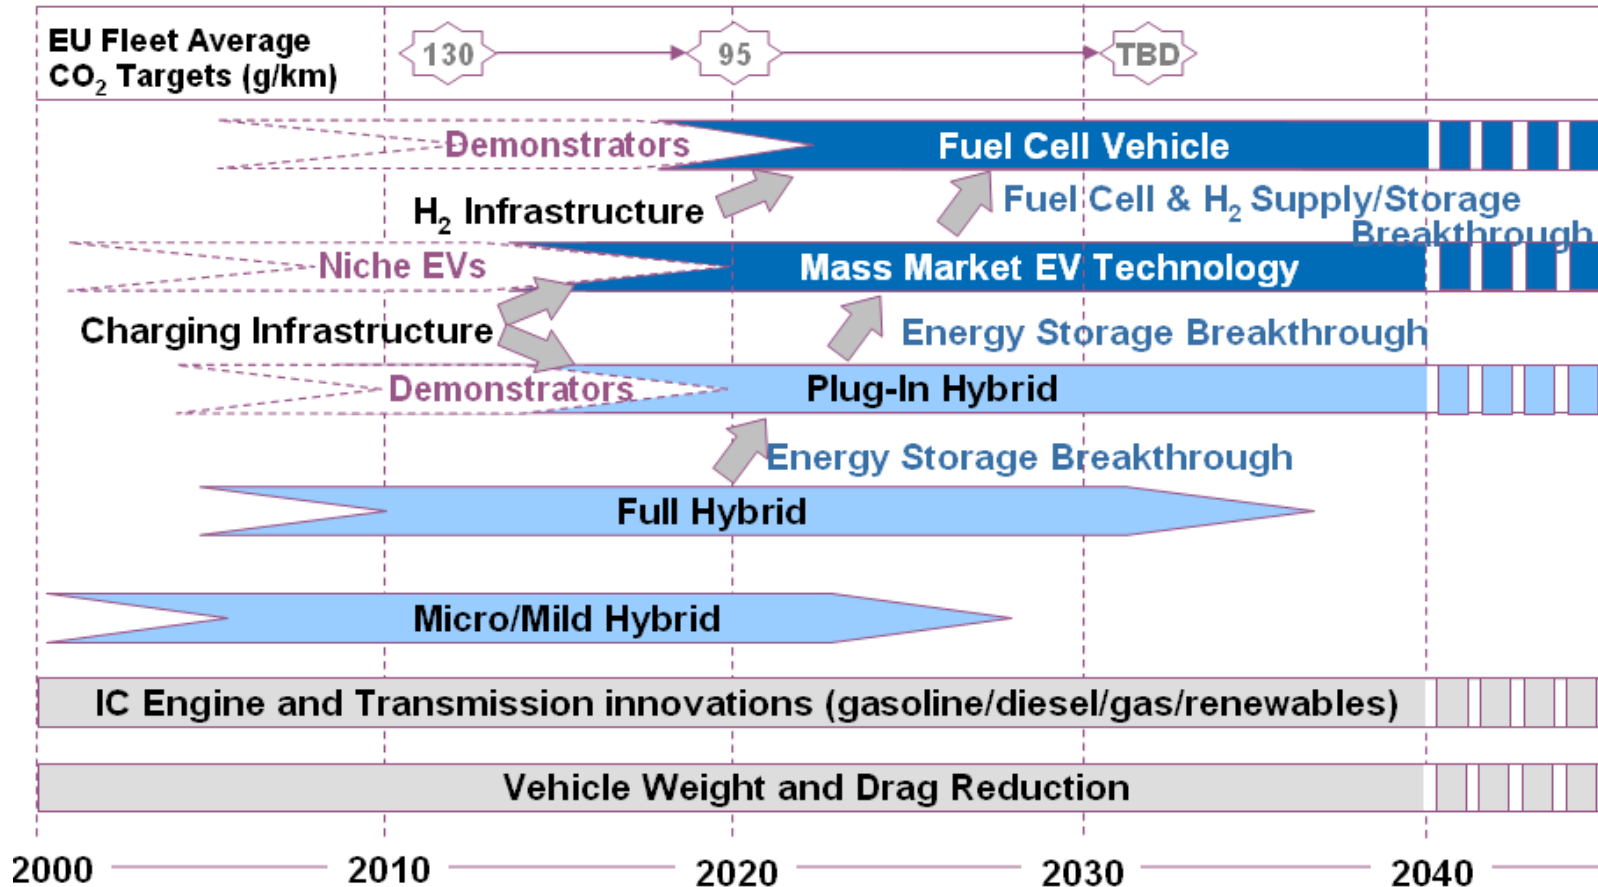 EU Fleet Average
CO₂ Targets (g/km)
130
95
TBD
Demonstrators
Fuel Cell Vehicle
H₂ Infrastructure
Fuel Cell & H₂ Supply/Storage
Breakthrough
Niche EVs
Mass Market EV Technology
Charging Infrastructure
Energy Storage Breakthrough
Demonstrators
Plug-In Hybrid
Energy Storage Breakthrough
Full Hybrid
Micro/Mild Hybrid
IC Engine and Transmission innovations (gasoline/diesel/gas/renewables)
Vehicle Weight and Drag Reduction
2000
2010
2020
2030
2040